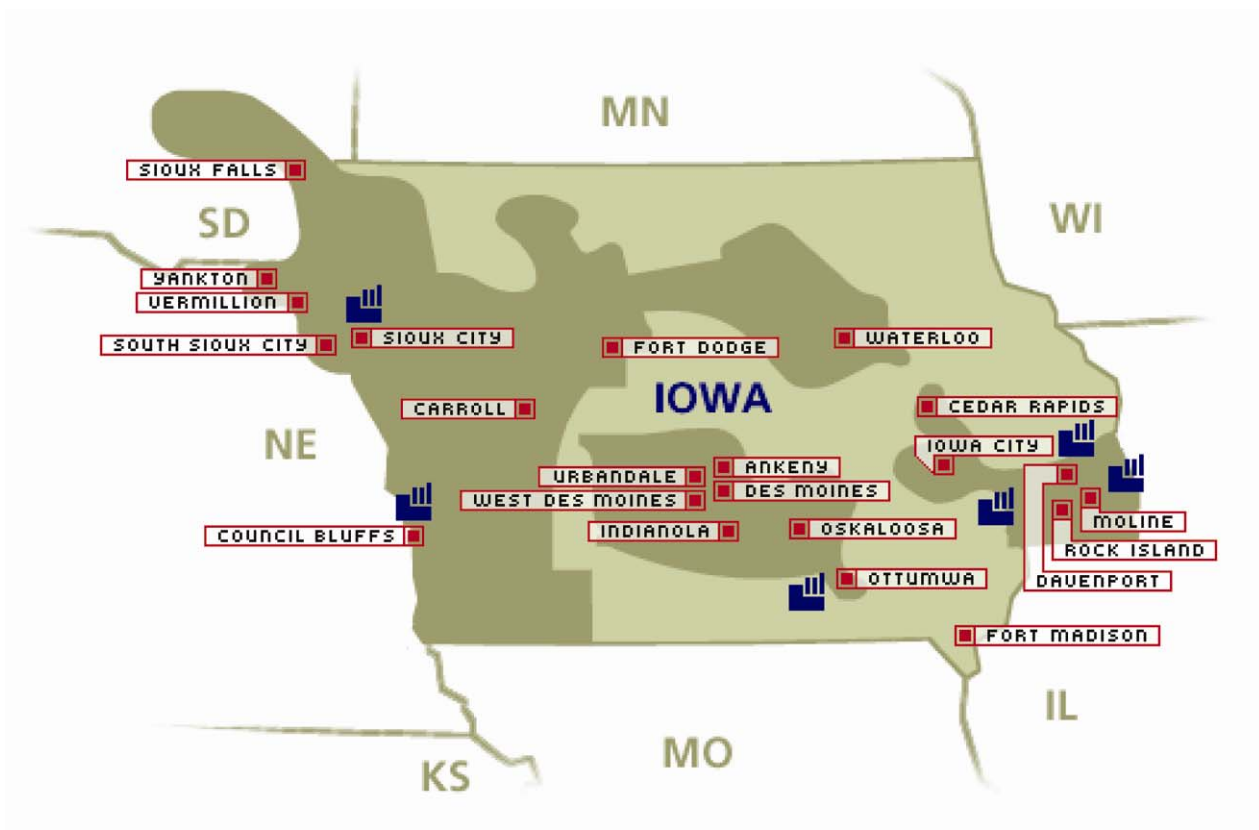 MN
SIOUX FALLS
SD
WI
YANKTON
VERMILLION
SOUTH SIOUX CITY
SIOUX CITY
FORT DODGE
WATERLOO
IOWA
CARROLL
CEDAR RAPIDS
NE
IOWA CITY
URBANDALE
ANKENY
WEST DES MOINES
DES MOINES
COUNCIL BLUFFS
INDIANOLA
OSKALOOSA
MOLINE
ROCK ISLAND
DAVENPORT
OTTUMWA
FORT MADISON
IL
MO
KS